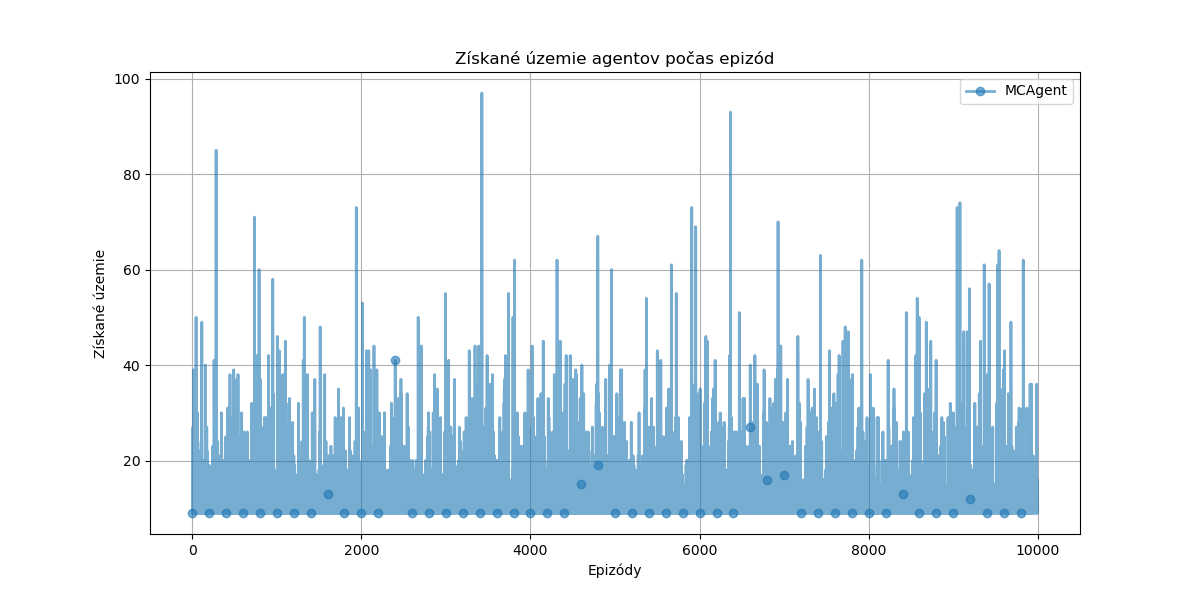 Získané územie agentov počas epizód
MCAgent
100
80
60
40
20
Získané územie
0 2000 4000 6000 8000 10000
Epizódy